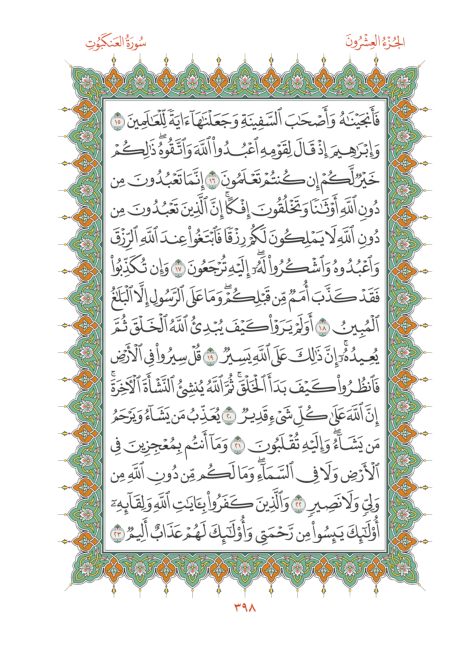 الجُزْءُ العِشْرُونَ
سُورَةُ العَنكَبُوتِ
فَأَنجَيْنَٰهُ وَأَصْحَٰبَ ٱلسَّفِينَةِ وَجَعَلْنَٰهَآ ءَايَةً لِّلْعَٰلَمِينَ ١٥
وَإِبْرَٰهِيمَ إِذْ قَالَ لِقَوْمِهِ ٱعْبُدُوا۟ ٱللَّهَ وَٱتَّقُوهُ ۖ ذَٰلِكُمْ
خَيْرٌ لَّكُمْ إِن كُنتُمْ تَعْلَمُونَ ١٦ إِنَّمَا تَعْبُدُونَ مِن
دُونِ ٱللَّهِ أَوْثَٰنًا وَتَخْلُقُونَ إِفْكًا ۚ إِنَّ ٱلَّذِينَ تَعْبُدُونَ مِن
دُونِ ٱللَّهِ لَا يَمْلِكُونَ لَكُمْ رِزْقًا فَٱبْتَغُوا۟ عِندَ ٱللَّهِ ٱلرِّزْقَ
وَٱعْبُدُوهُ وَٱشْكُرُوا۟ لَهُۥٓ ۖ إِلَيْهِ تُرْجَعُونَ ١٧ وَإِن تُكَذِّبُوا۟
فَقَدْ كَذَّبَ أُمَمٌ مِّن قَبْلِكُمْ ۖ وَمَا عَلَى ٱلرَّسُولِ إِلَّا ٱلْبَلَٰغُ
ٱلْمُبِينُ ١٨ أَوَلَمْ يَرَوْا۟ كَيْفَ يُبْدِئُ ٱللَّهُ ٱلْخَلْقَ ثُمَّ
يُعِيدُهُۥٓ ۚ إِنَّ ذَٰلِكَ عَلَى ٱللَّهِ يَسِيرٌ ١٩ قُلْ سِيرُوا۟ فِى ٱلْأَرْضِ
فَٱنظُرُوا۟ كَيْفَ بَدَأَ ٱلْخَلْقَ ۚ ثُمَّ ٱللَّهُ يُنشِئُ ٱلنَّشْأَةَ ٱلْءَاخِرَةَ ۚ
إِنَّ ٱللَّهَ عَلَىٰ كُلِّ شَىْءٍ قَدِيرٌ ٢٠ يُعَذِّبُ مَن يَشَآءُ وَيَرْحَمُ
مَن يَشَآءُ ۖ وَإِلَيْهِ تُقْلَبُونَ ٢١ وَمَآ أَنتُم بِمُعْجِزِينَ فِى
ٱلْأَرْضِ وَلَا فِى ٱلسَّمَآءِ ۖ وَمَا لَكُم مِّن دُونِ ٱللَّهِ مِن
وَلِىٍّ وَلَا نَصِيرٍ ٢٢ وَٱلَّذِينَ كَفَرُوا۟ بِـَٔايَٰتِ ٱللَّهِ وَلِقَآئِهِۦٓ
أُو۟لَٰٓئِكَ يَئِسُوا۟ مِن رَّحْمَتِى وَأُو۟لَٰٓئِكَ لَهُمْ عَذَابٌ أَلِيمٌ ٢٣
٣٩٨